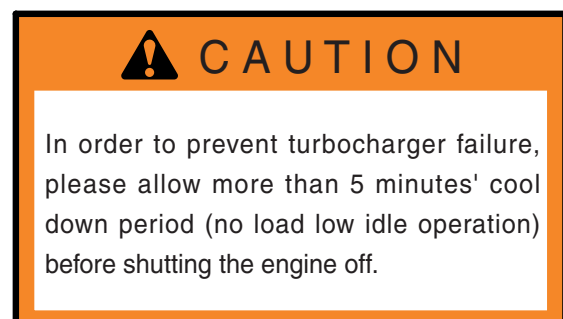 CAUTION
In order to prevent turbocharger failure,
please allow more than 5 minutes' cool
down period (no load low idle operation)
before shutting the engine off.